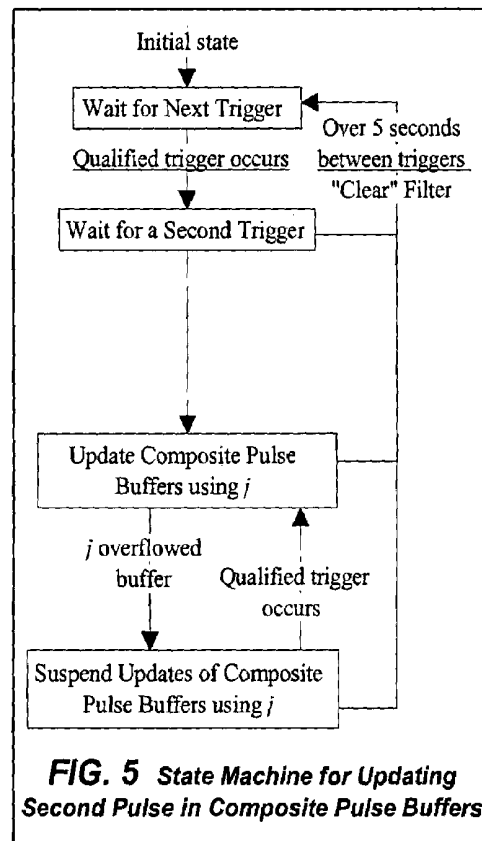 Initial state
Wait for Next Trigger
Over 5 seconds
between triggers
"Clear" Filter
Qualified trigger occurs
Wait for a Second Trigger
Update Composite Pulse
Buffers using j
j overflowed
buffer
Qualified trigger
occurs
Suspend Updates of Composite
Pulse Buffers using j
FIG. 5 State Machine for Updating
Second Pulse in Composite Pulse Buffers